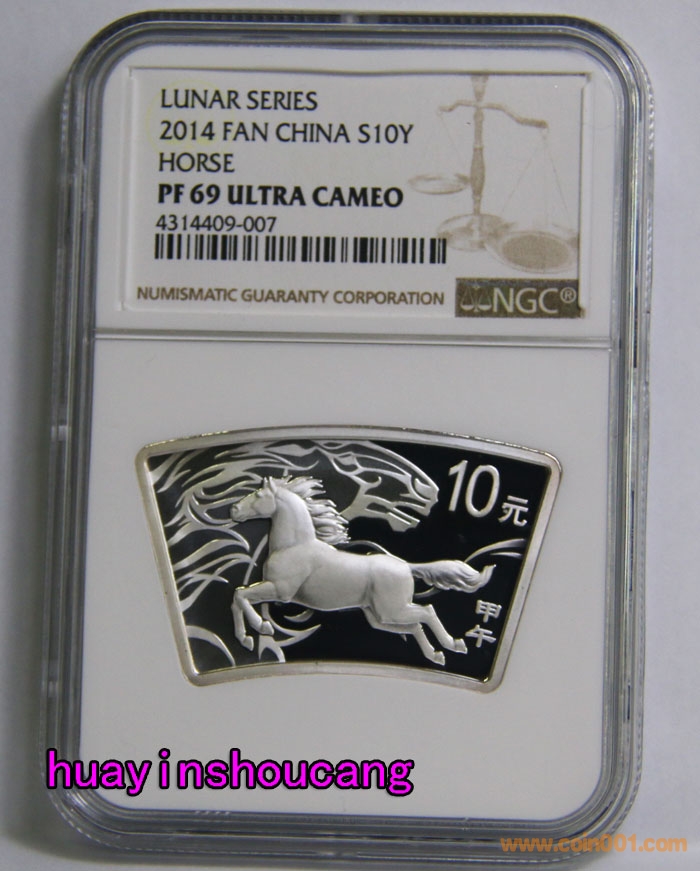 LUNAR SERIES
2014 FAN CHINA S10Y
HORSE
PF 69 ULTRA CAMEO
4314409-007
NUMISMATIC GUARANTY CORPORATION
NGC®
10元
甲午
huayinshoucang
www.coin001.com